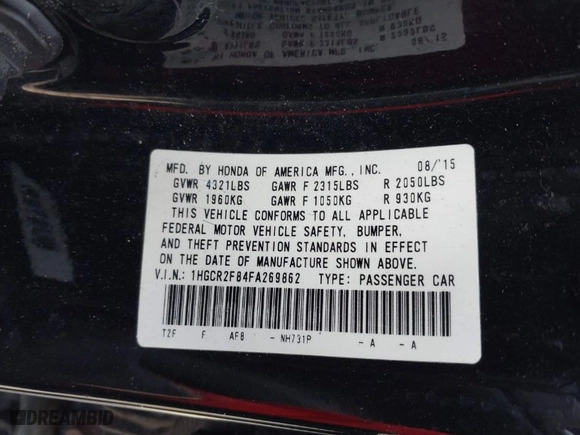 MFD. BY HONDA OF AMERICA MFG., INC. 08/'15
GVWR 4321LBS GAWR F 2315LBS R 2050LBS
GVWR 1960KG GAWR F 1050KG R 930KG
THIS VEHICLE CONFORMS TO ALL APPLICABLE
FEDERAL MOTOR VEHICLE SAFETY, BUMPER,
AND THEFT PREVENTION STANDARDS IN EFFECT
ON THE DATE OF MANUFACTURE SHOWN ABOVE.
V.I.N.: 1HGCR2F84FA269862 TYPE: PASSENGER CAR
T2F F AF8 - NH731P - A - A
DREAMBID